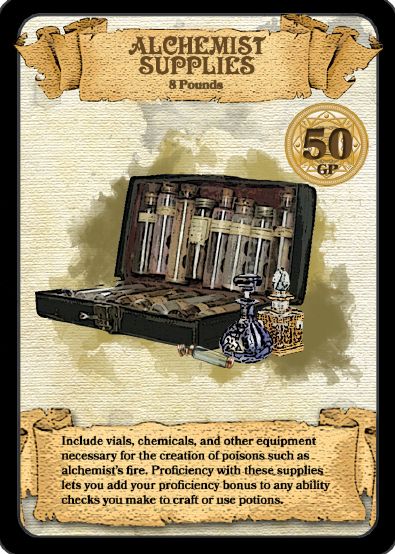 ALCHEMIST
SUPPLIES
8 Pounds
50
GP
Include vials, chemicals, and other equipment
necessary for the creation of poisons such as
alchemist's fire. Proficiency with these supplies
lets you add your proficiency bonus to any ability
checks you make to craft or use potions.